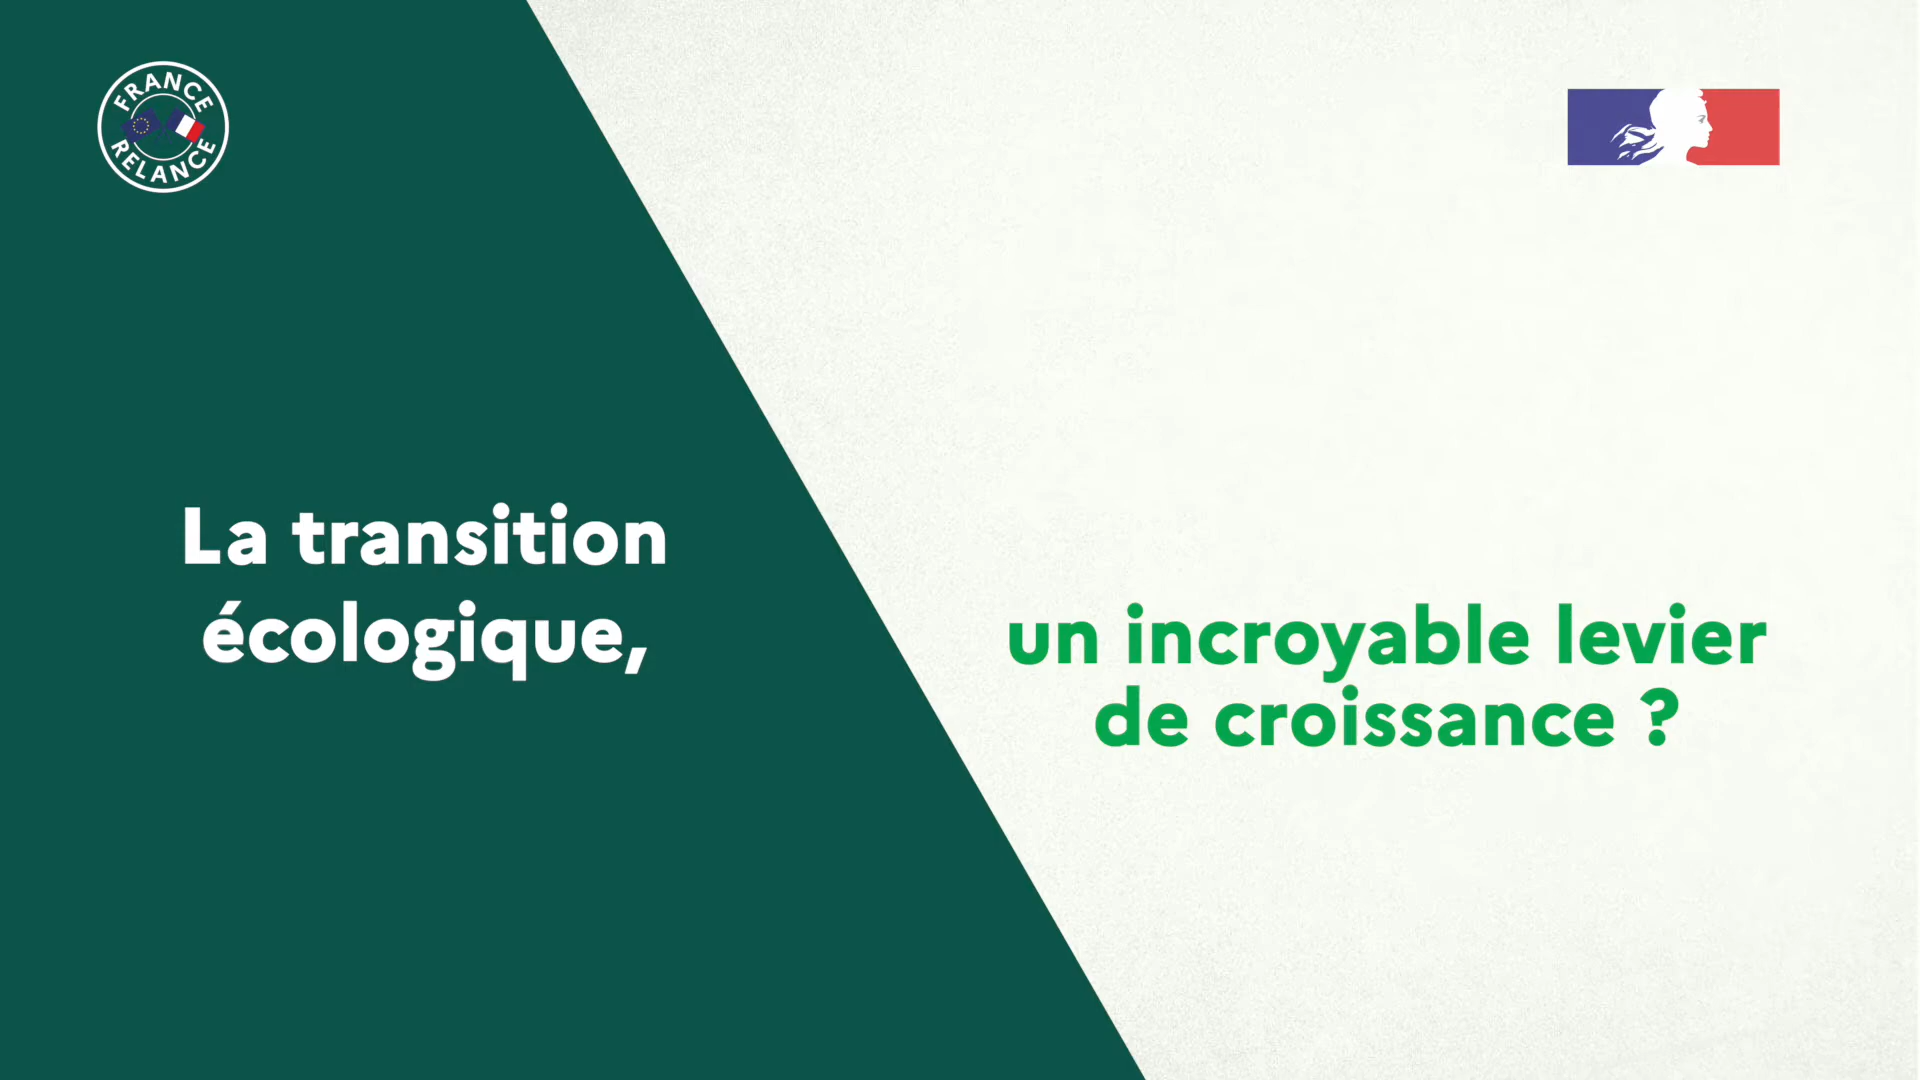 FRANCE
RELANCE
La transition
écologique,
un incroyable levier
de croissance ?